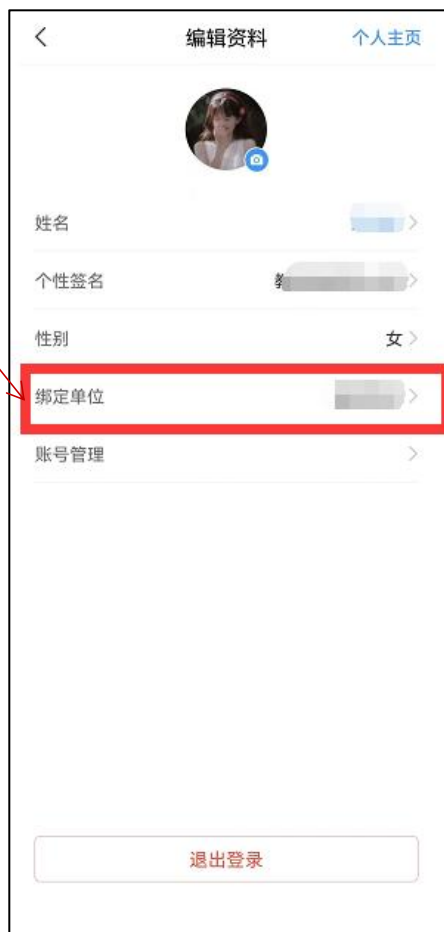 编辑资料
个人主页
姓名
个性签名
性别 女
绑定单位
账号管理
退出登录